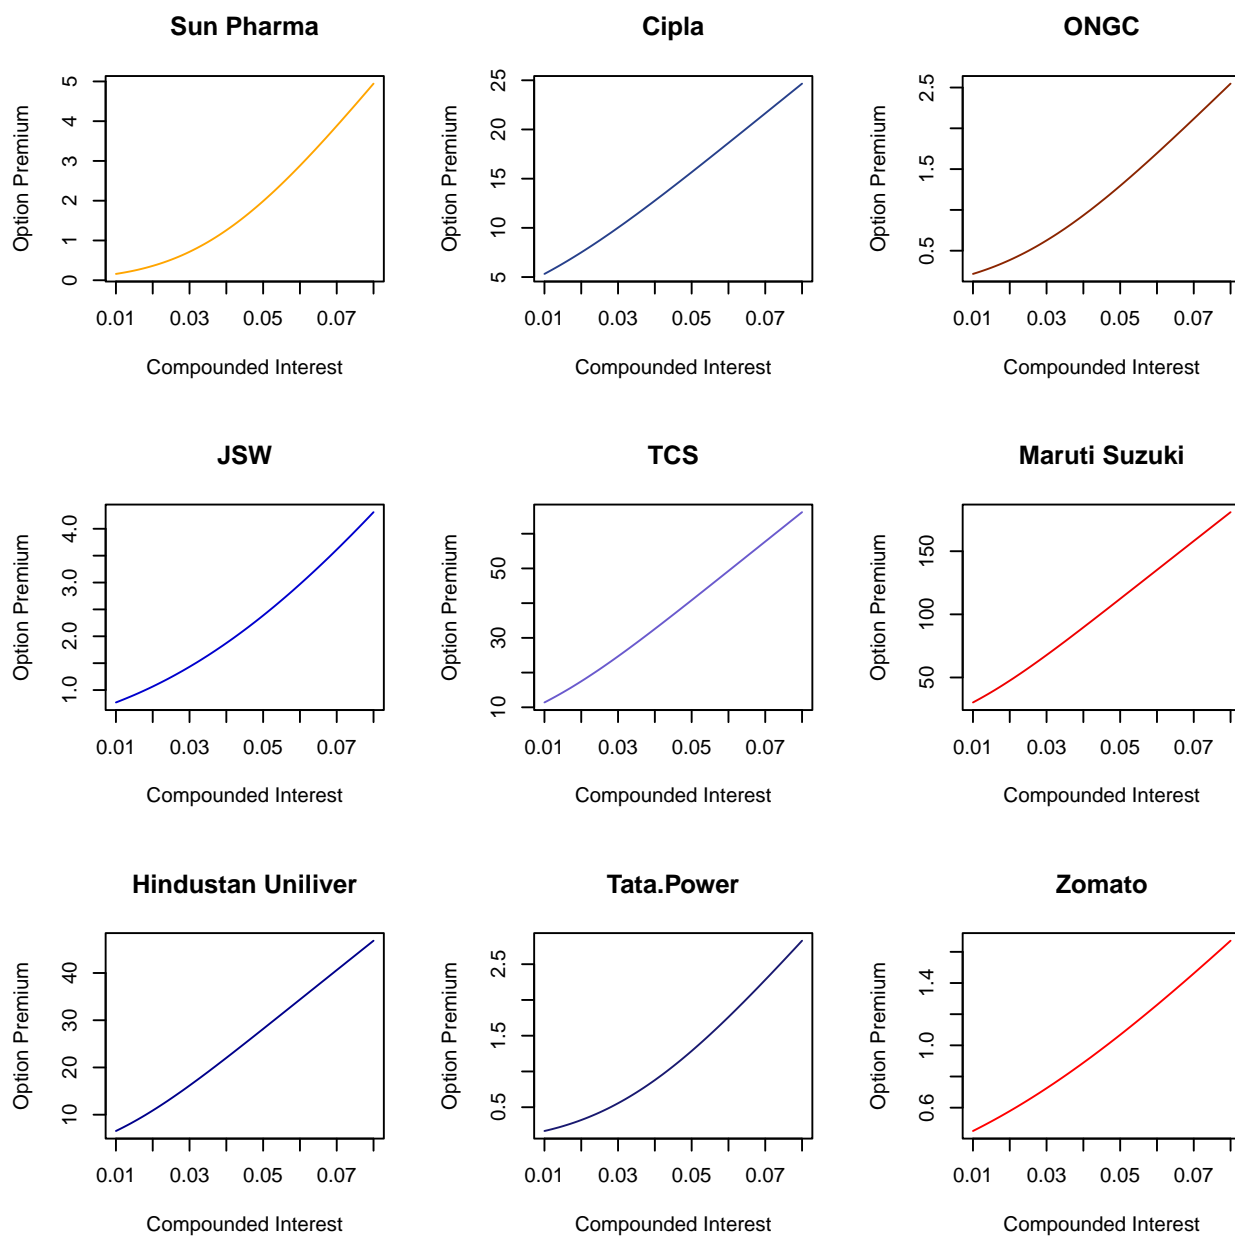 Sun Pharma
Option Premium
0 1 2 3 4 5
0.01 0.03 0.05 0.07
Compounded Interest
Cipla
Option Premium
5 10 15 20 25
0.01 0.03 0.05 0.07
Compounded Interest
ONGC
Option Premium
0.5 1.5 2.5
0.01 0.03 0.05 0.07
Compounded Interest
JSW
Option Premium
1.0 2.0 3.0 4.0
0.01 0.03 0.05 0.07
Compounded Interest
TCS
Option Premium
10 30 50
0.01 0.03 0.05 0.07
Compounded Interest
Maruti Suzuki
Option Premium
50 100 150
0.01 0.03 0.05 0.07
Compounded Interest
Hindustan Uniliver
Option Premium
10 20 30 40
0.01 0.03 0.05 0.07
Compounded Interest
Tata.Power
Option Premium
0.5 1.5 2.5
0.01 0.03 0.05 0.07
Compounded Interest
Zomato
Option Premium
0.6 1.0 1.4
0.01 0.03 0.05 0.07
Compounded Interest